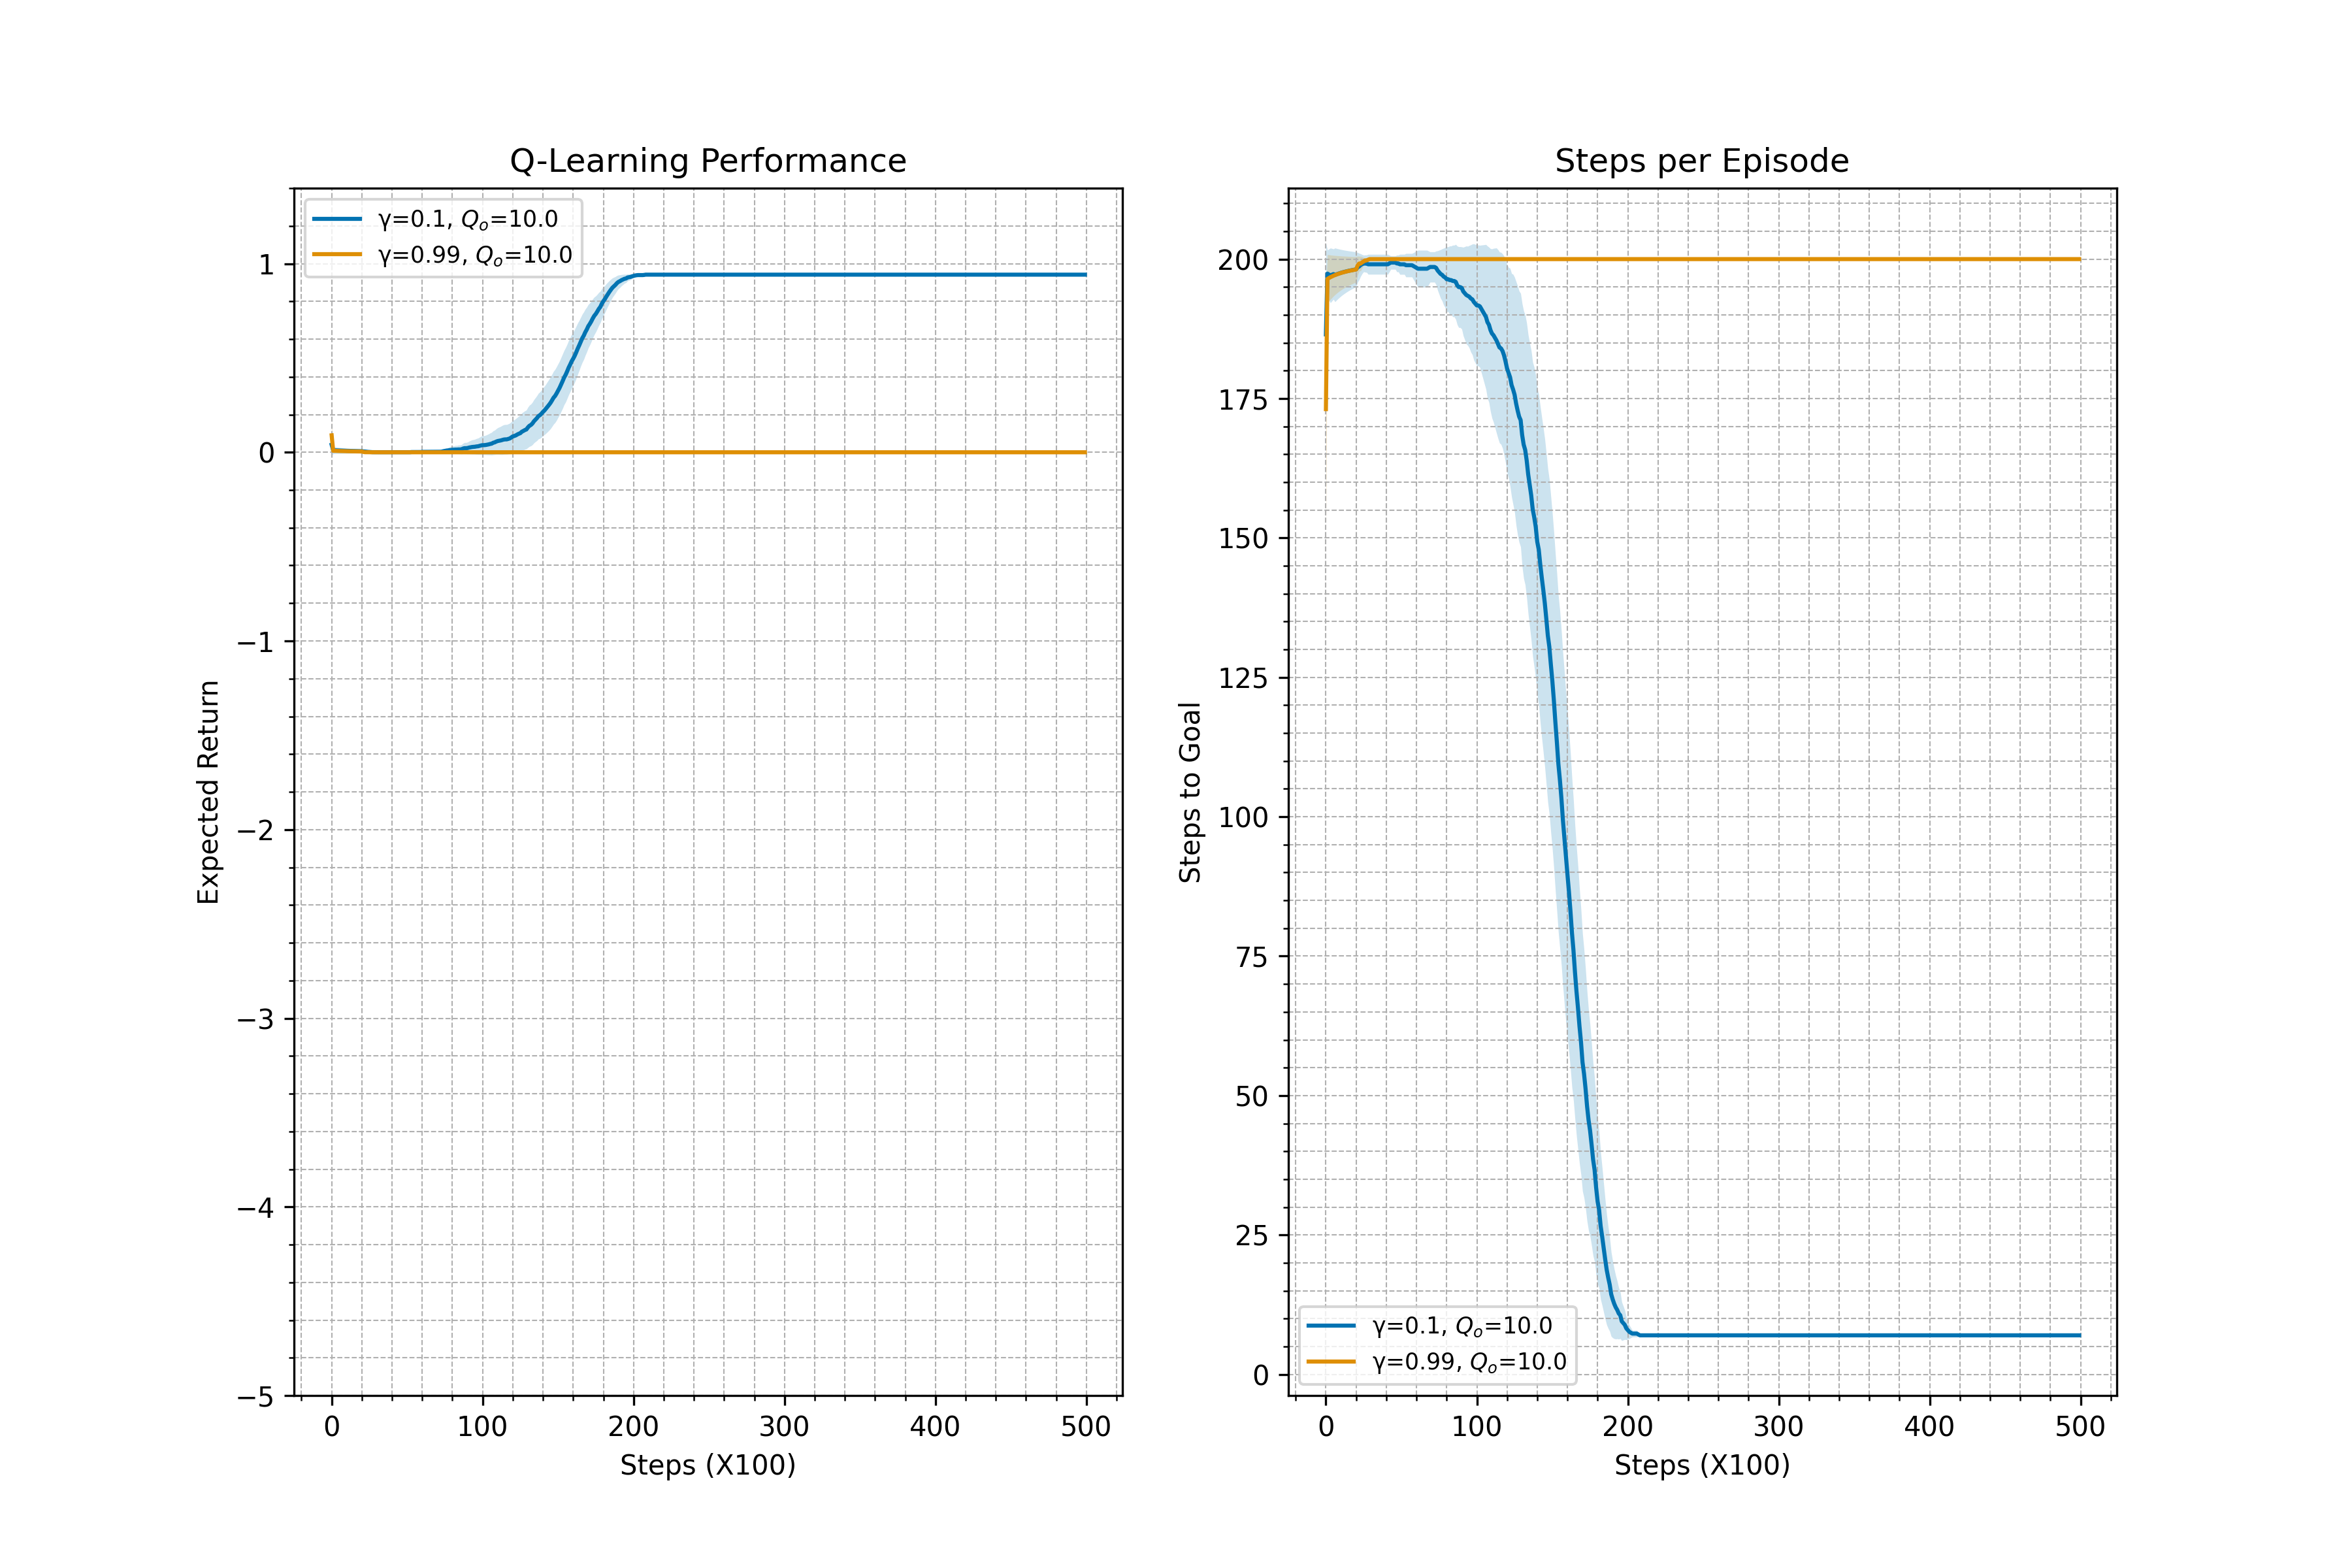 Q-Learning Performance
γ=0.1, Qₒ=10.0
γ=0.99, Qₒ=10.0
1
0
−1
−2
−3
−4
−5
Expected Return
0 100 200 300 400 500
Steps (X100)
Steps per Episode
200
175
150
125
100
75
50
25
0
Steps to Goal
γ=0.1, Qₒ=10.0
γ=0.99, Qₒ=10.0
0 100 200 300 400 500
Steps (X100)